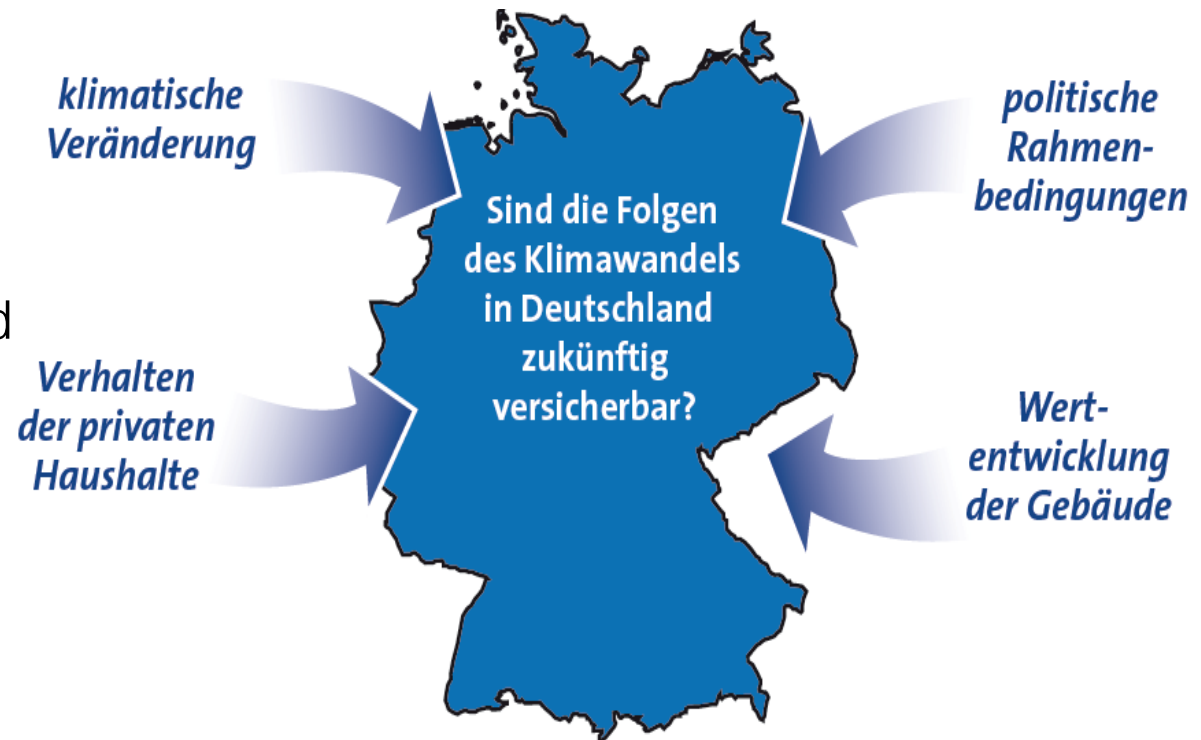 klimatische
Veränderung
politische
Rahmen-
bedingungen
Sind die Folgen
des Klimawandels
in Deutschland
zukünftig
versicherbar?
d
Verhalten
der privaten
Haushalte
Wert-
entwicklung
der Gebäude